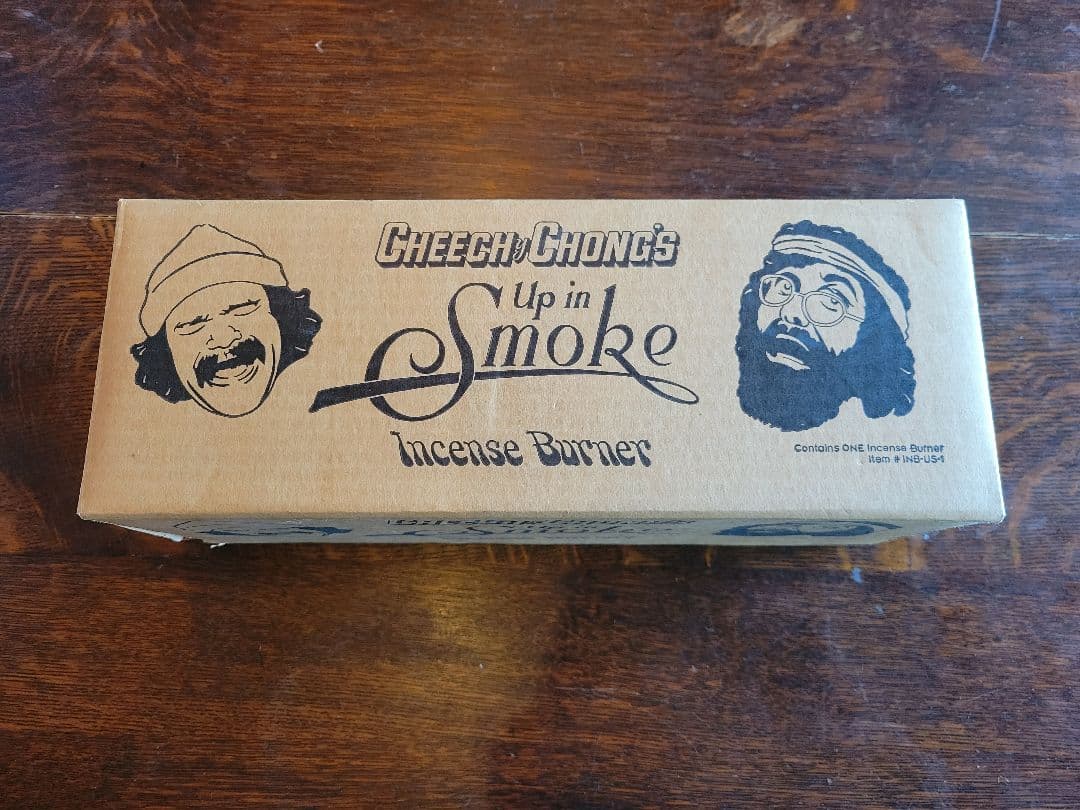 CHEECH y CHONG'S
Up in
Smoke
Incense Burner
Contains ONE Incense Burner
Item # INB-US-1